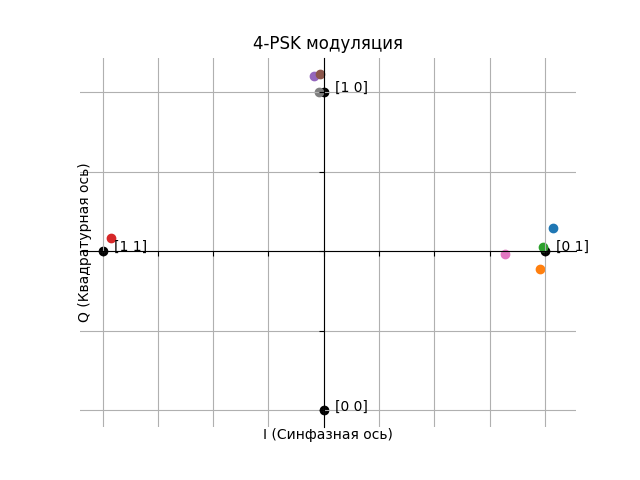 4-PSK модуляция
[1 0]
[1 1]
[0 1]
[0 0]
Q (Квадратурная ось)
I (Синфазная ось)